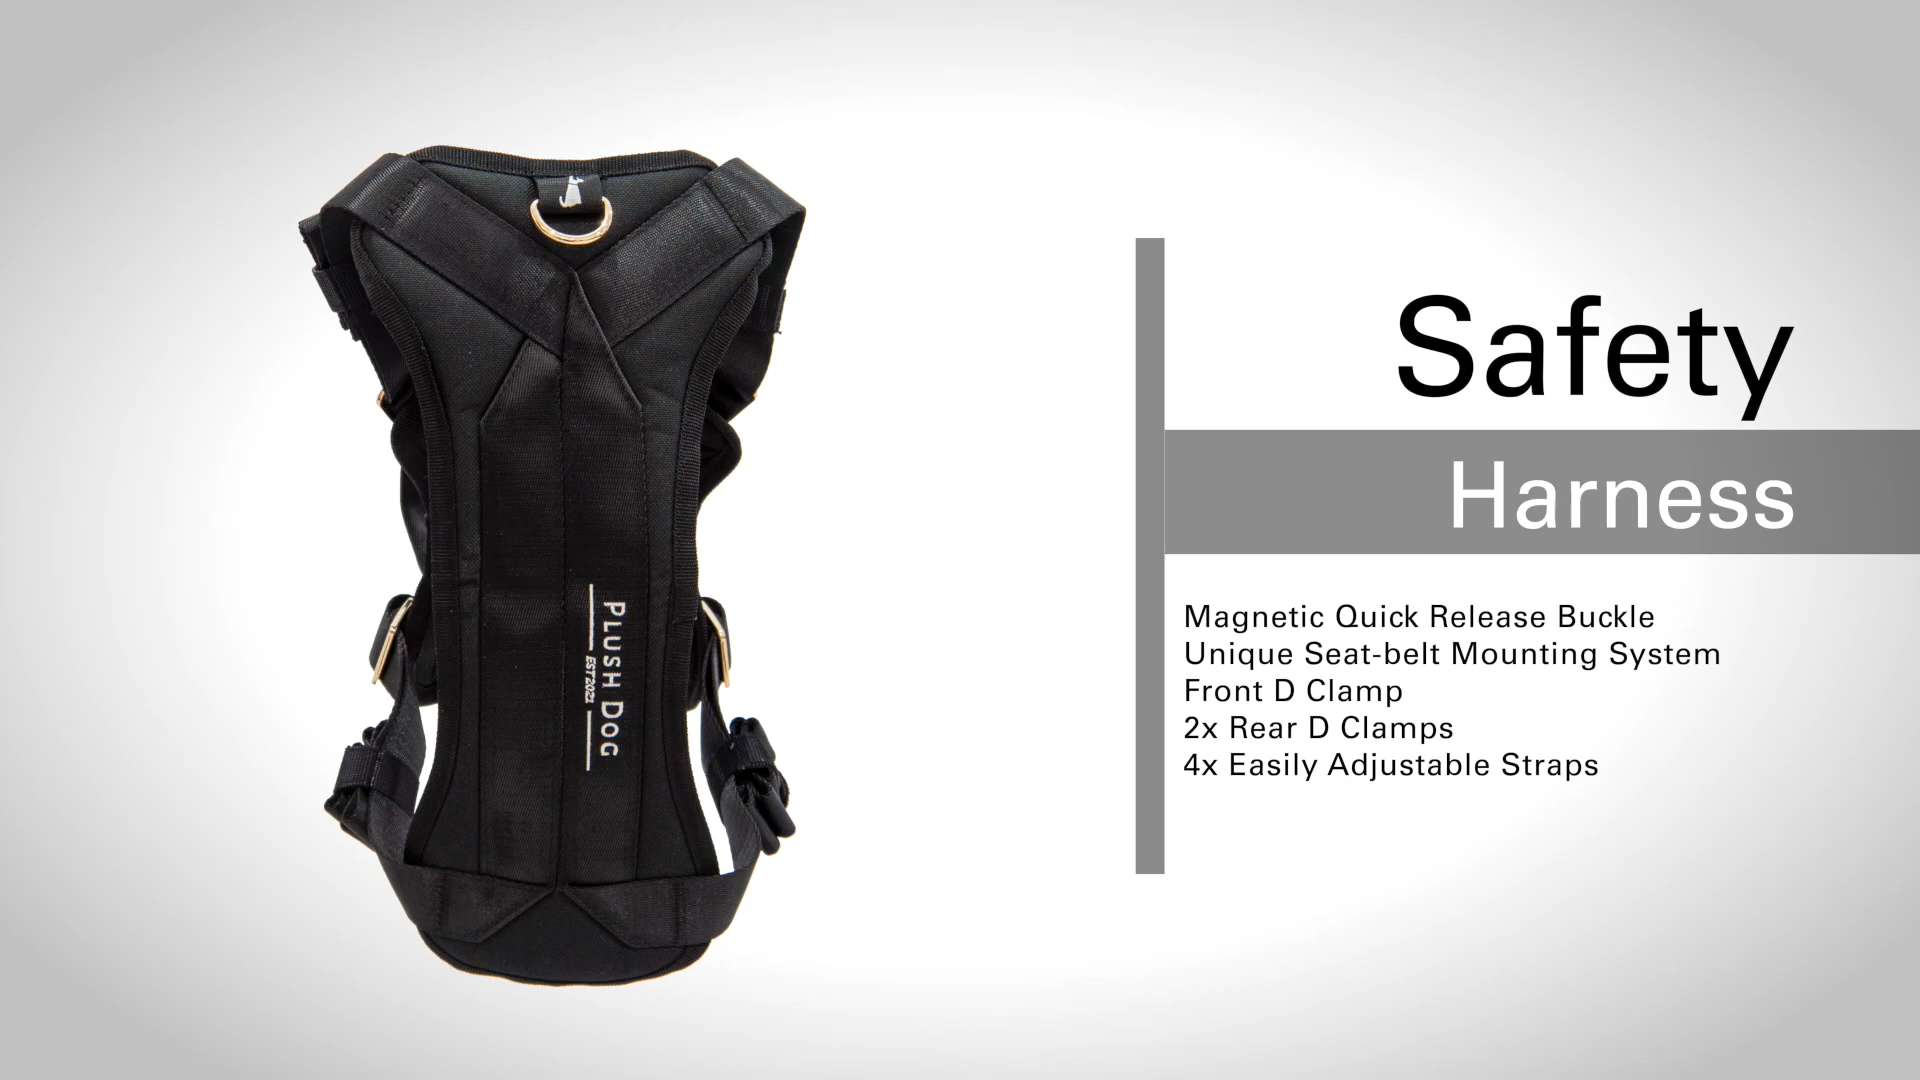 Safety
Harness
Magnetic Quick Release Buckle
Unique Seat-belt Mounting System
Front D Clamp
2x Rear D Clamps
4x Easily Adjustable Straps
PLUSH DOG
EST2021